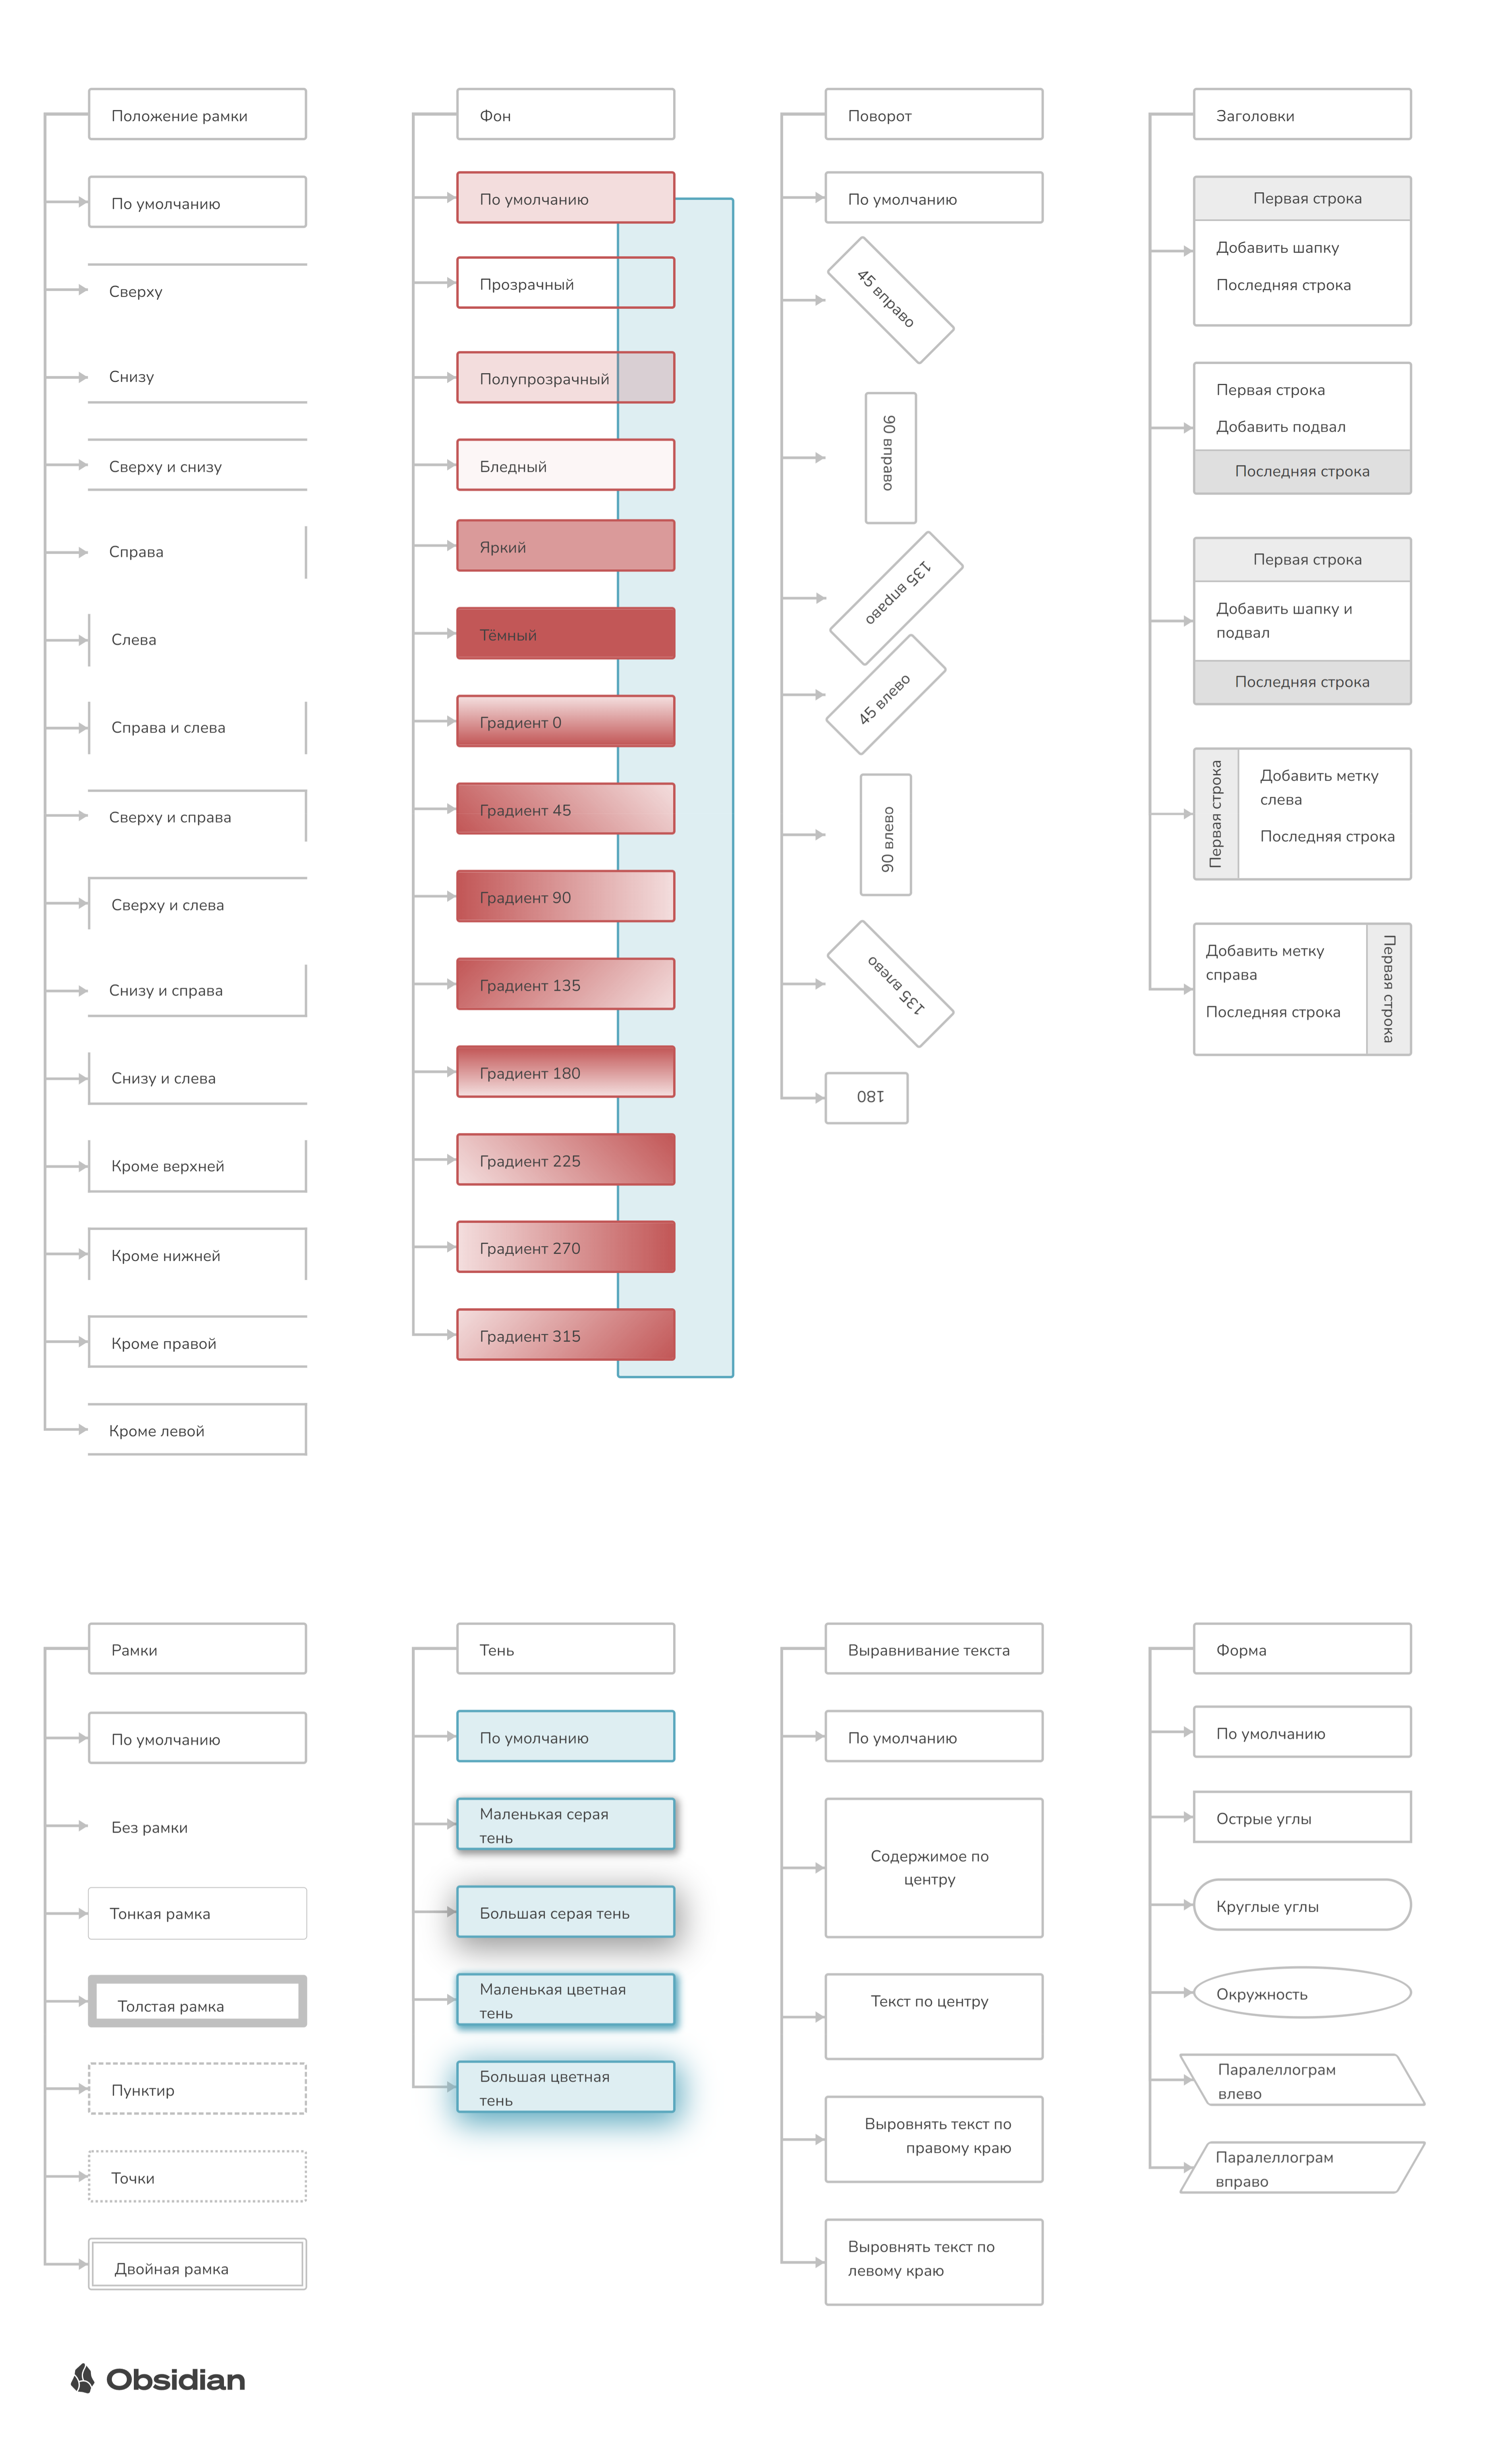 Положение рамки
По умолчанию
Сверху
Снизу
Сверху и снизу
Справа
Слева
Справа и слева
Сверху и справа
Сверху и слева
Снизу и справа
Снизу и слева
Кроме верхней
Кроме нижней
Кроме правой
Кроме левой
Фон
По умолчанию
Прозрачный
Полупрозрачный
Бледный
Яркий
Тёмный
Градиент 0
Градиент 45
Градиент 90
Градиент 135
Градиент 180
Градиент 225
Градиент 270
Градиент 315
Поворот
По умолчанию
45 вправо
90 вправо
135 вправо
45 влево
90 влево
135 влево
180
Заголовки
Первая строка
Добавить шапку
Последняя строка
Первая строка
Добавить подвал
Последняя строка
Первая строка
Добавить шапку и
подвал
Последняя строка
Первая строка
Добавить метку
слева
Последняя строка
Добавить метку
справа
Последняя строка
Первая строка
Рамки
По умолчанию
Без рамки
Тонкая рамка
Толстая рамка
Пунктир
Точки
Двойная рамка
Тень
По умолчанию
Маленькая серая
тень
Большая серая тень
Маленькая цветная
тень
Большая цветная
тень
Выравнивание текста
По умолчанию
Содержимое по
центру
Текст по центру
Выровнять текст по
правому краю
Выровнять текст по
левому краю
Форма
По умолчанию
Острые углы
Круглые углы
Окружность
Паралеллограм
влево
Паралеллограм
вправо
Obsidian